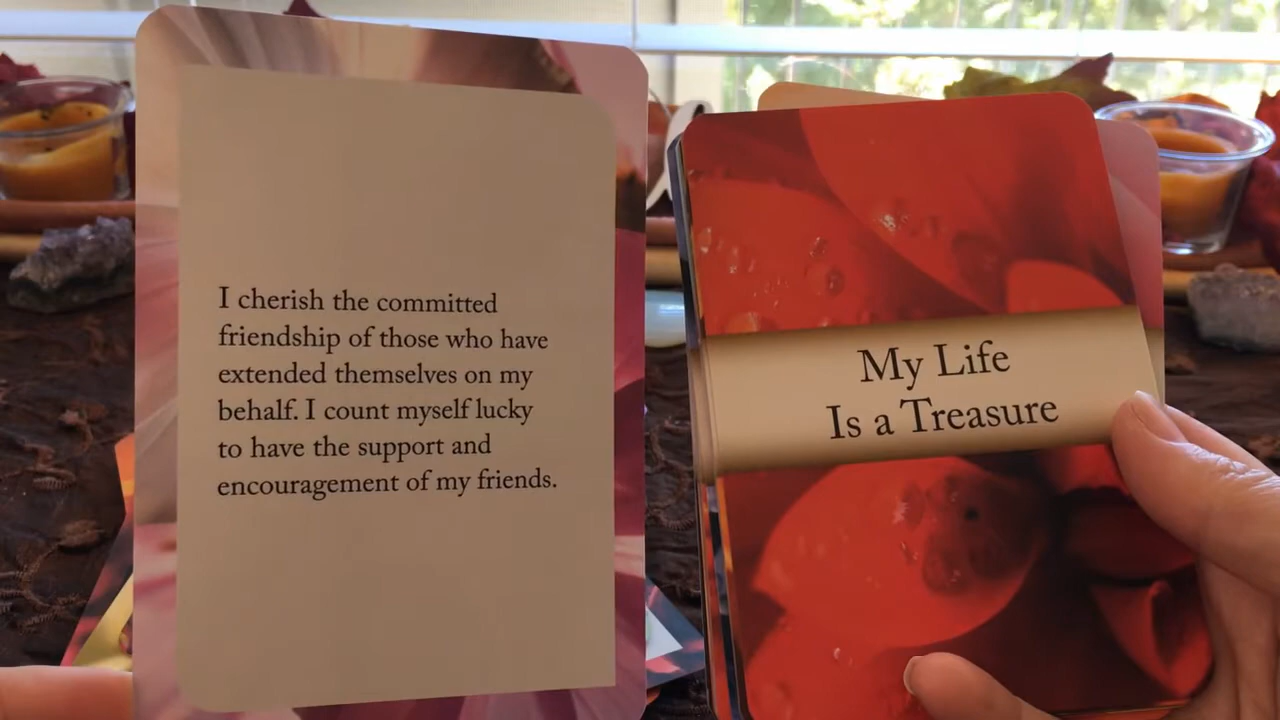 I cherish the committed
friendship of those who have
extended themselves on my
behalf. I count myself lucky
to have the support and
encouragement of my friends.
My Life
Is a Treasure